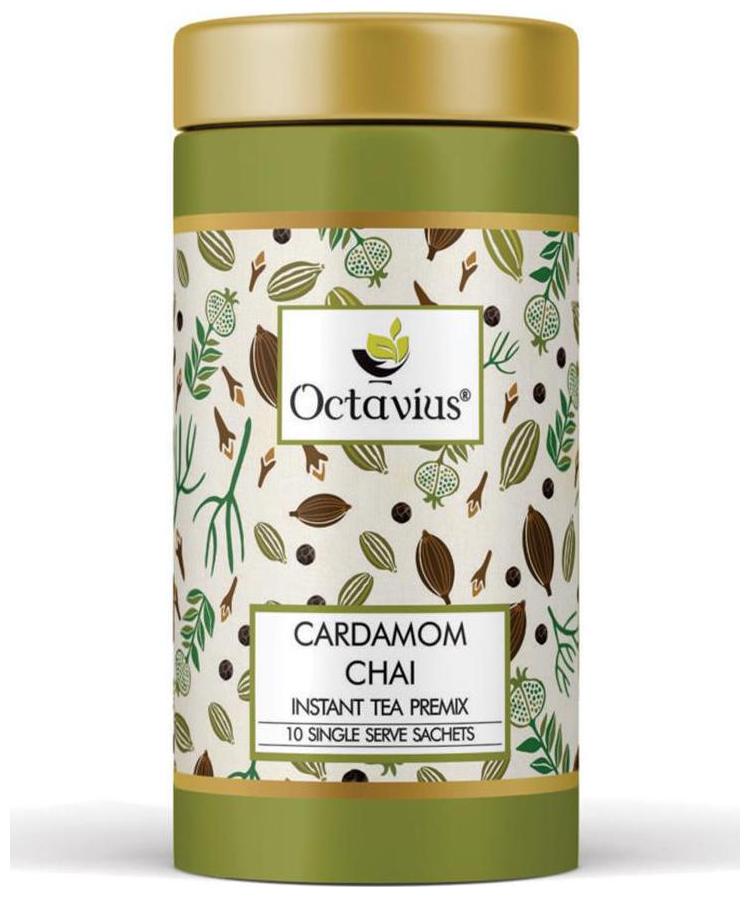 Octavius®
CARDAMOM
CHAI
INSTANT TEA PREMIX
10 SINGLE SERVE SACHETS